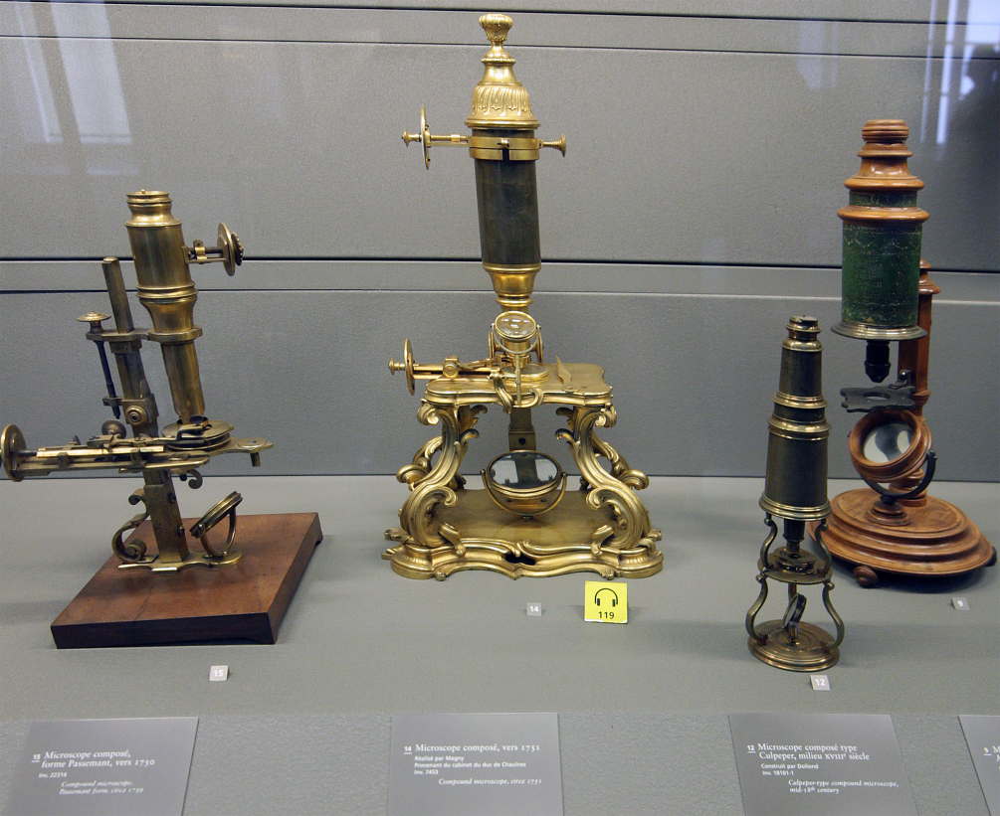 14
119
9
15
12
15 Microscope composé,
forme Passemant, vers 1750
Inv. 22314
Compound microscope,
Passemant form, circa 1750
14 Microscope composé, vers 1751
Réalisé par Magny
Provenant du cabinet du duc de Chaulnes
Inv. 7453
Compound microscope, circa 1751
12 Microscope composé type
Culpeper, milieu XVIIIe siècle
Construit par Dollond
Inv. 18101-1
Culpeper-type compound microscope,
mid-18th century
9